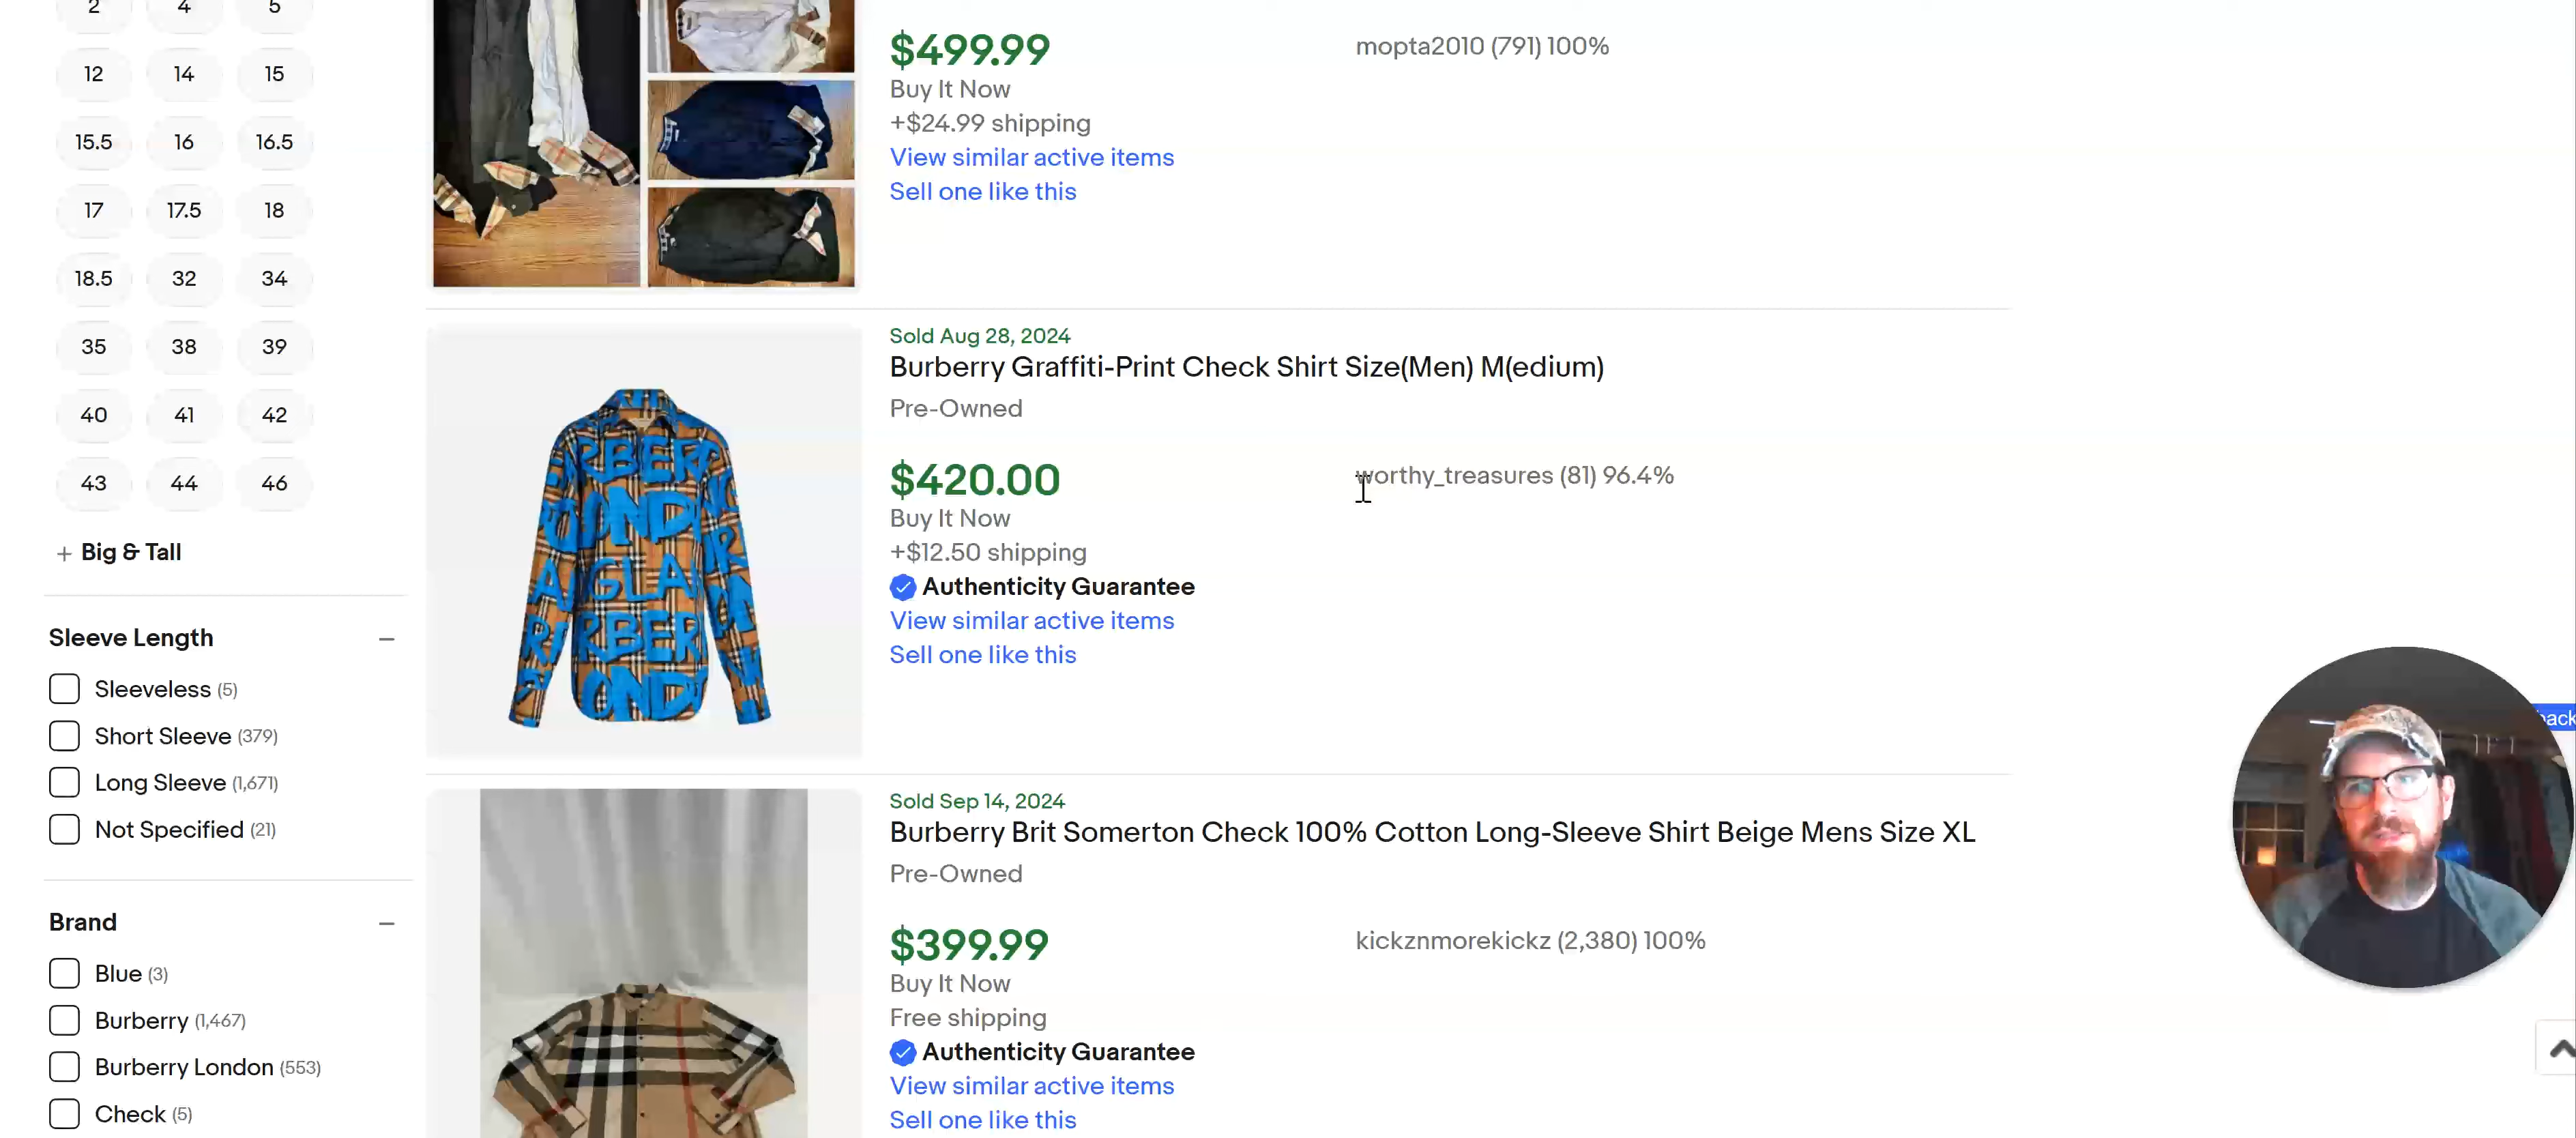 2 4 5
12 14 15
15.5 16 16.5
17 17.5 18
18.5 32 34
35 38 39
40 41 42
43 44 46
+ Big & Tall
Sleeve Length
Sleeveless (5)
Short Sleeve (379)
Long Sleeve (1,671)
Not Specified (21)
Brand
Blue (3)
Burberry (1,467)
Burberry London (553)
Check (5)
$499.99
mopta2010 (791) 100%
Buy It Now
+$24.99 shipping
View similar active items
Sell one like this
Sold Aug 28, 2024
Burberry Graffiti-Print Check Shirt Size(Men) M(edium)
Pre-Owned
$420.00
worthy_treasures (81) 96.4%
Buy It Now
+$12.50 shipping
Authenticity Guarantee
View similar active items
Sell one like this
Sold Sep 14, 2024
Burberry Brit Somerton Check 100% Cotton Long-Sleeve Shirt Beige Mens Size XL
Pre-Owned
$399.99
kickznmorekickz (2,380) 100%
Buy It Now
Free shipping
Authenticity Guarantee
View similar active items
Sell one like this